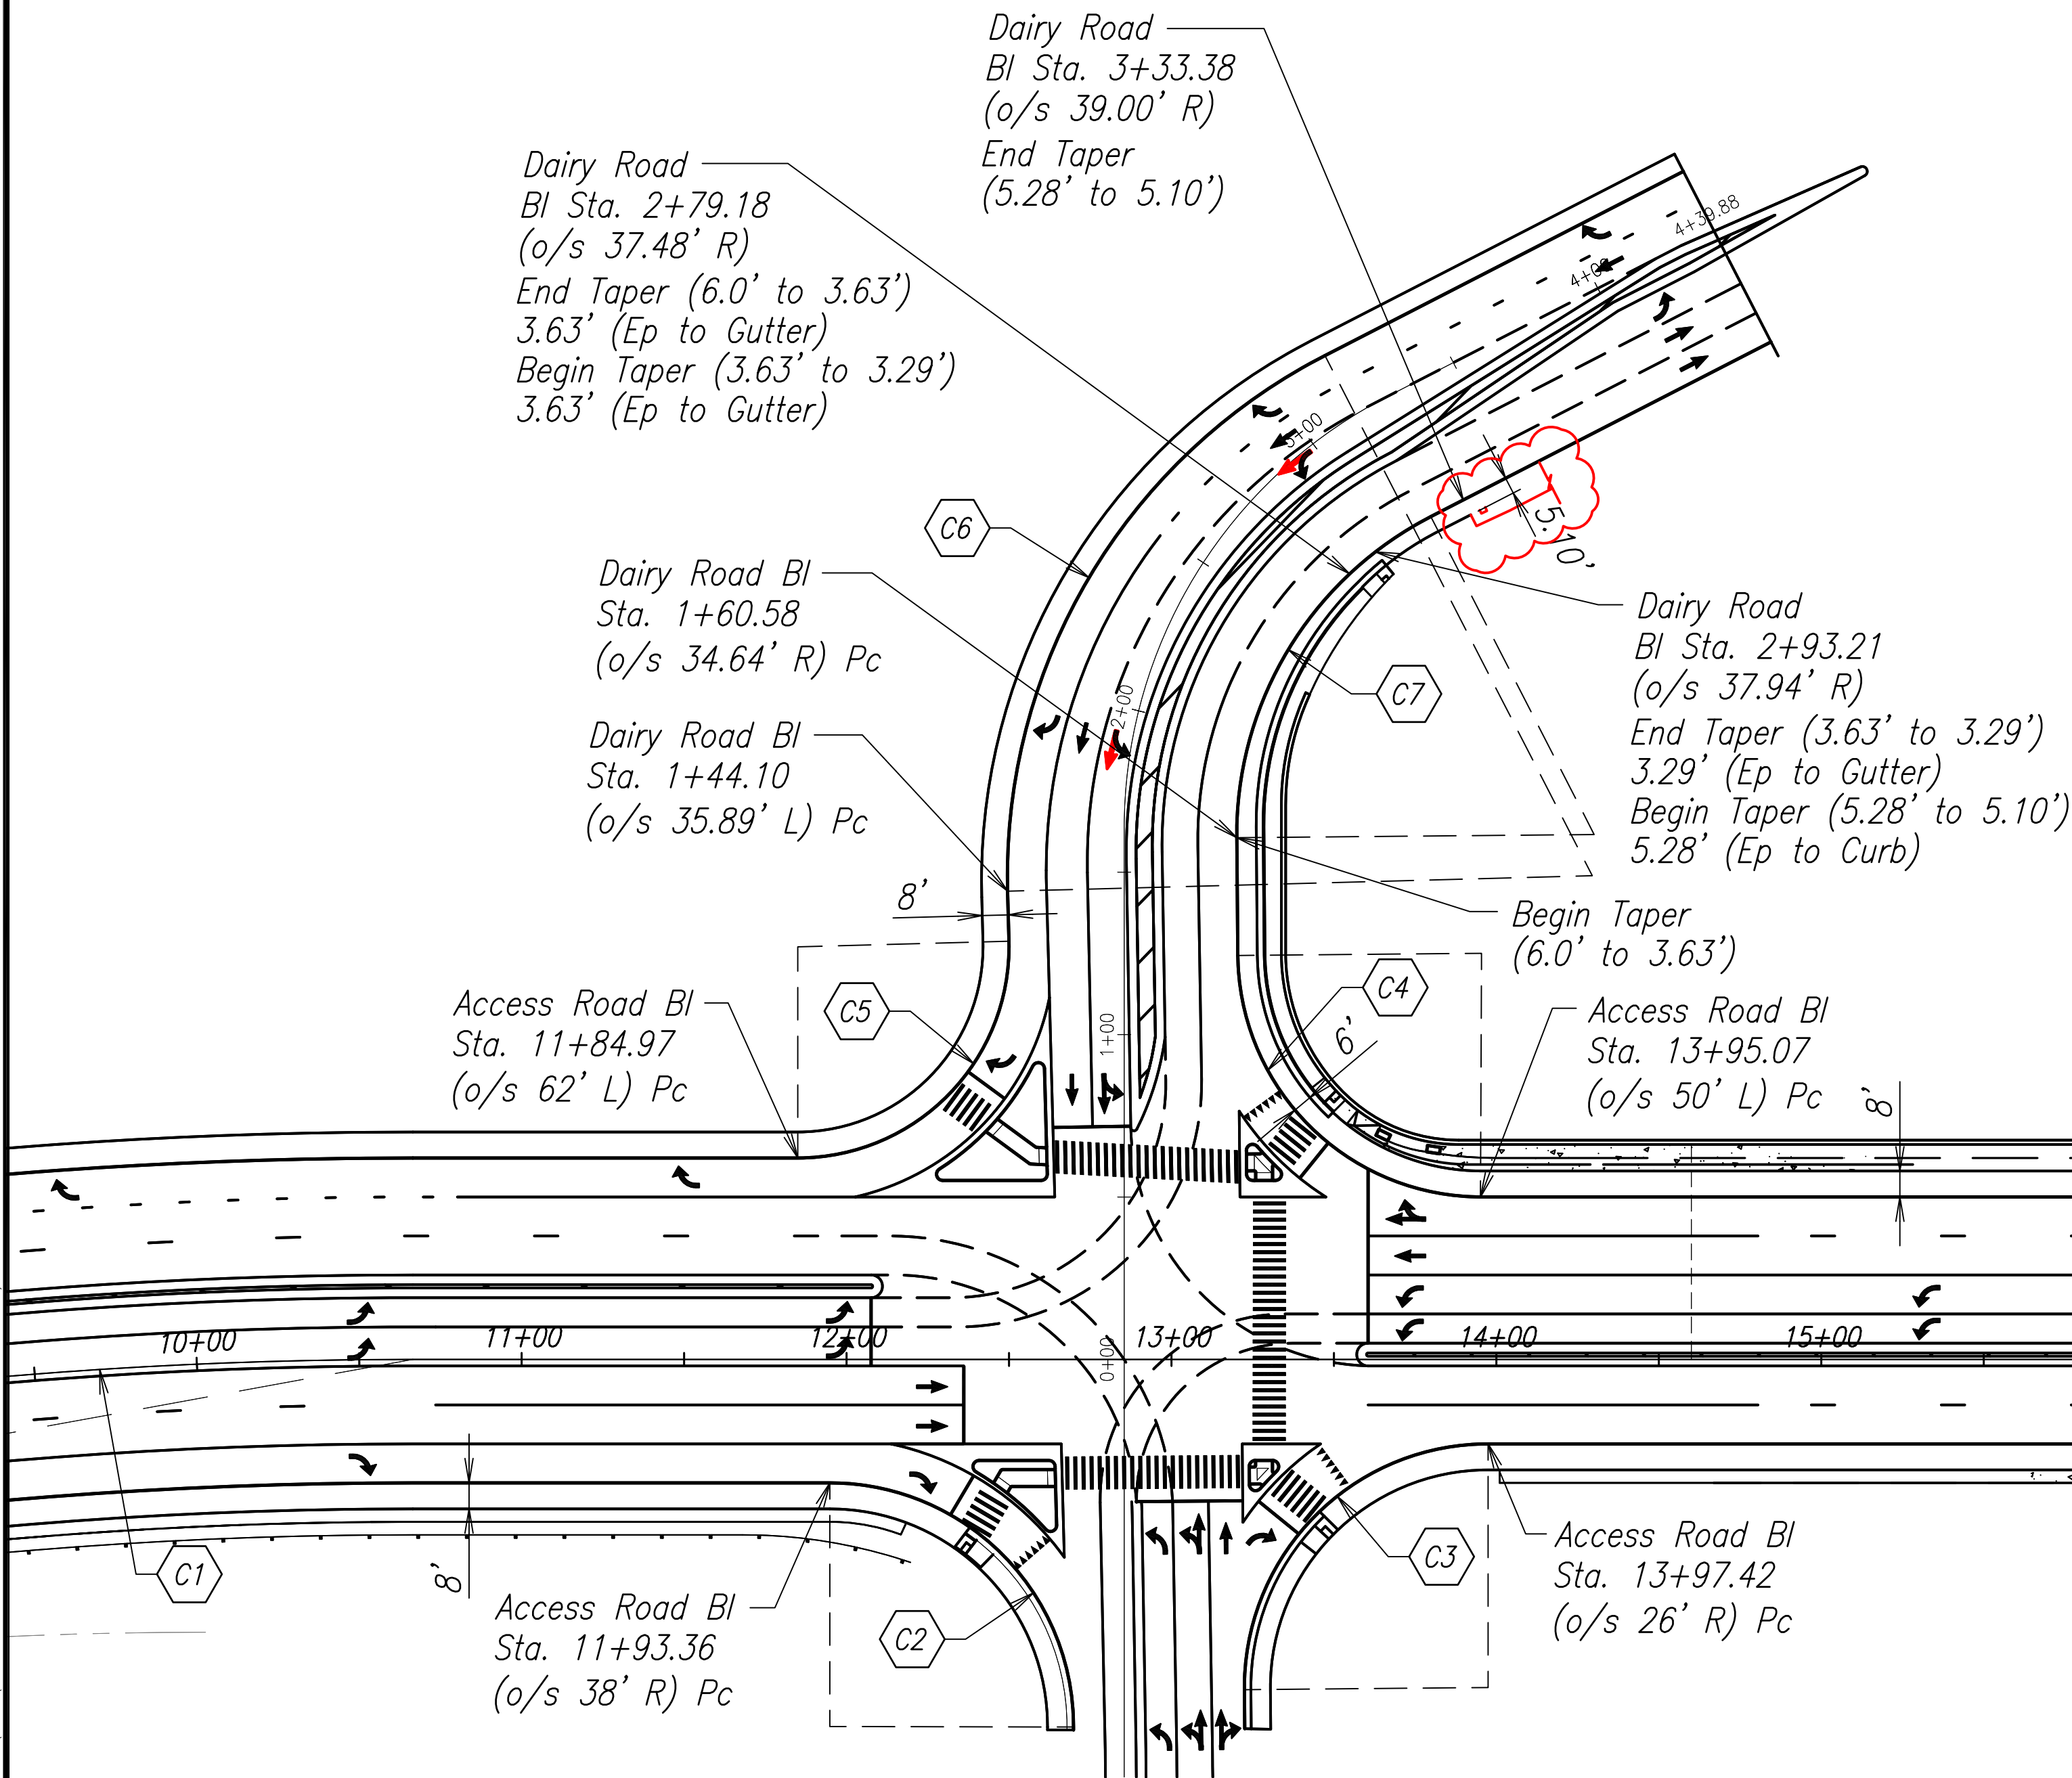 Dairy Road
Bl Sta. 3+33.38
(o/s 39.00' R)
End Taper
(5.28' to 5.10')
Dairy Road
Bl Sta. 2+79.18
(o/s 37.48' R)
End Taper (6.0' to 3.63')
3.63' (Ep to Gutter)
Begin Taper (3.63' to 3.29')
3.63' (Ep to Gutter)
4+39.88
3+00
5.10'
C6
Dairy Road Bl
Sta. 1+60.58
(o/s 34.64' R) Pc
Dairy Road
Bl Sta. 2+93.21
(o/s 37.94' R)
End Taper (3.63' to 3.29')
3.29' (Ep to Gutter)
Begin Taper (5.28' to 5.10')
5.28' (Ep to Curb)
C7
2+00
Dairy Road Bl
Sta. 1+44.10
(o/s 35.89' L) Pc
8'
Begin Taper
(6.0' to 3.63')
C4
C5
6'
1+00
Access Road Bl
Sta. 11+84.97
(o/s 62' L) Pc
Access Road Bl
Sta. 13+95.07
(o/s 50' L) Pc
8'
10+00
11+00
12+00
13+00
14+00
15+00
0+00
C1
8'
Access Road Bl
Sta. 11+93.36
(o/s 38' R) Pc
C2
C3
Access Road Bl
Sta. 13+97.42
(o/s 26' R) Pc